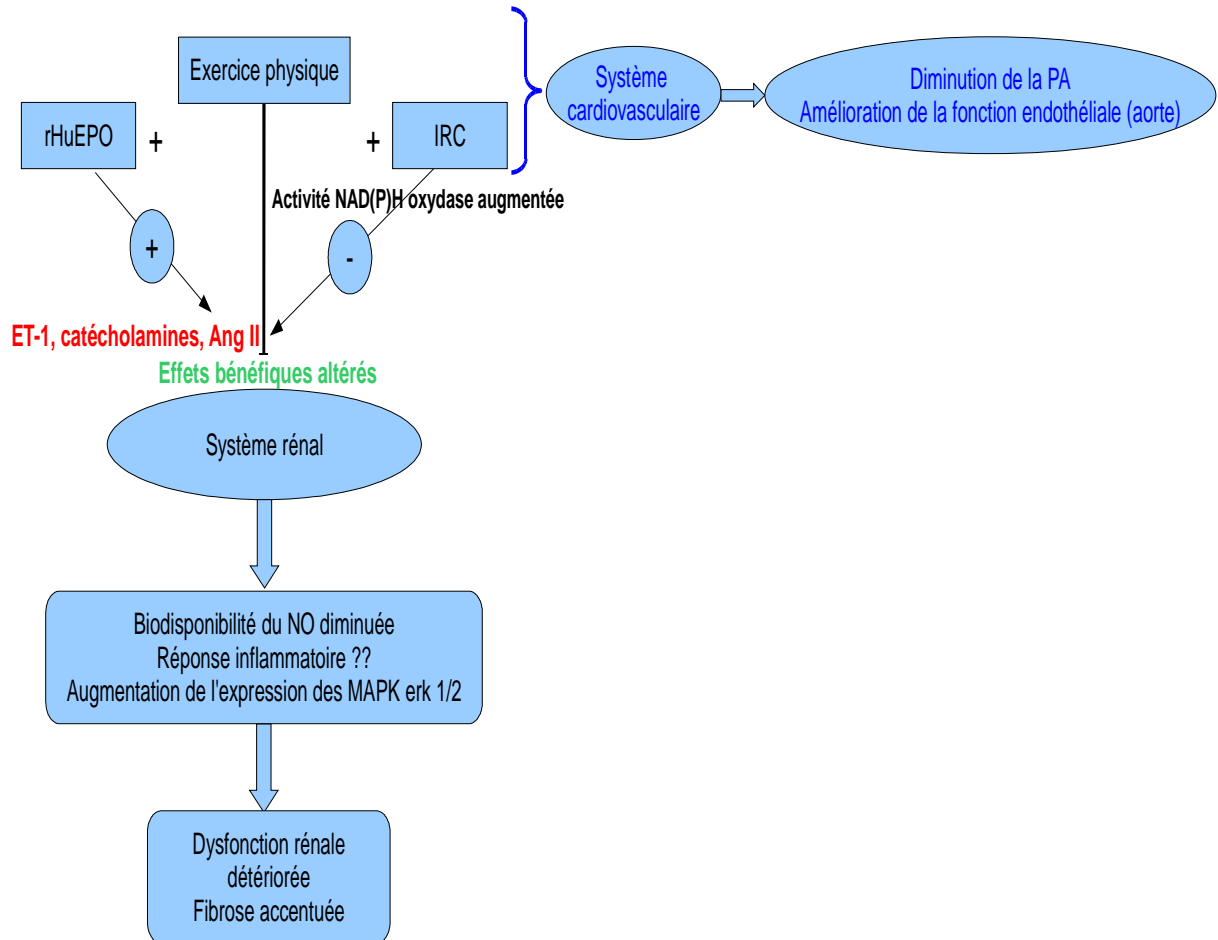 Exercice physique
rHuEPO
+
+
IRC
Système
cardiovasculaire
Diminution de la PA
Amélioration de la fonction endothéliale (aorte)
Activité NAD(P)H oxydase augmentée
+
-
ET-1, catécholamines, Ang II
Effets bénéfiques altérés
Système rénal
Biodisponibilité du NO diminuée
Réponse inflammatoire ??
Augmentation de l'expression des MAPK erk 1/2
Dysfonction rénale
détériorée
Fibrose accentuée